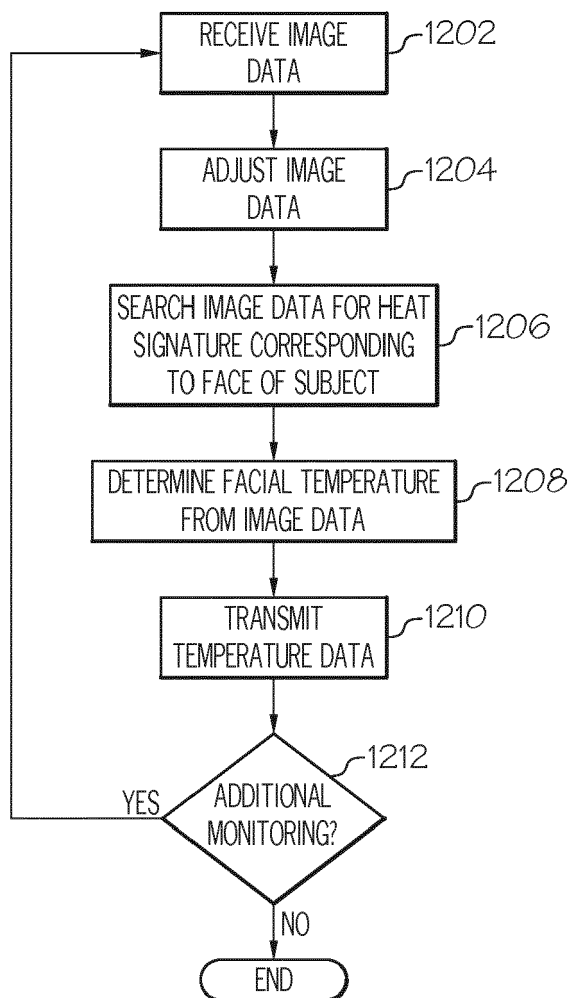 RECEIVE IMAGE
DATA
1202
ADJUST IMAGE
DATA
1204
SEARCH IMAGE DATA FOR HEAT
SIGNATURE CORRESPONDING
TO FACE OF SUBJECT
1206
DETERMINE FACIAL TEMPERATURE
FROM IMAGE DATA
1208
TRANSMIT
TEMPERATURE DATA
1210
ADDITIONAL
MONITORING?
1212
YES
NO
END